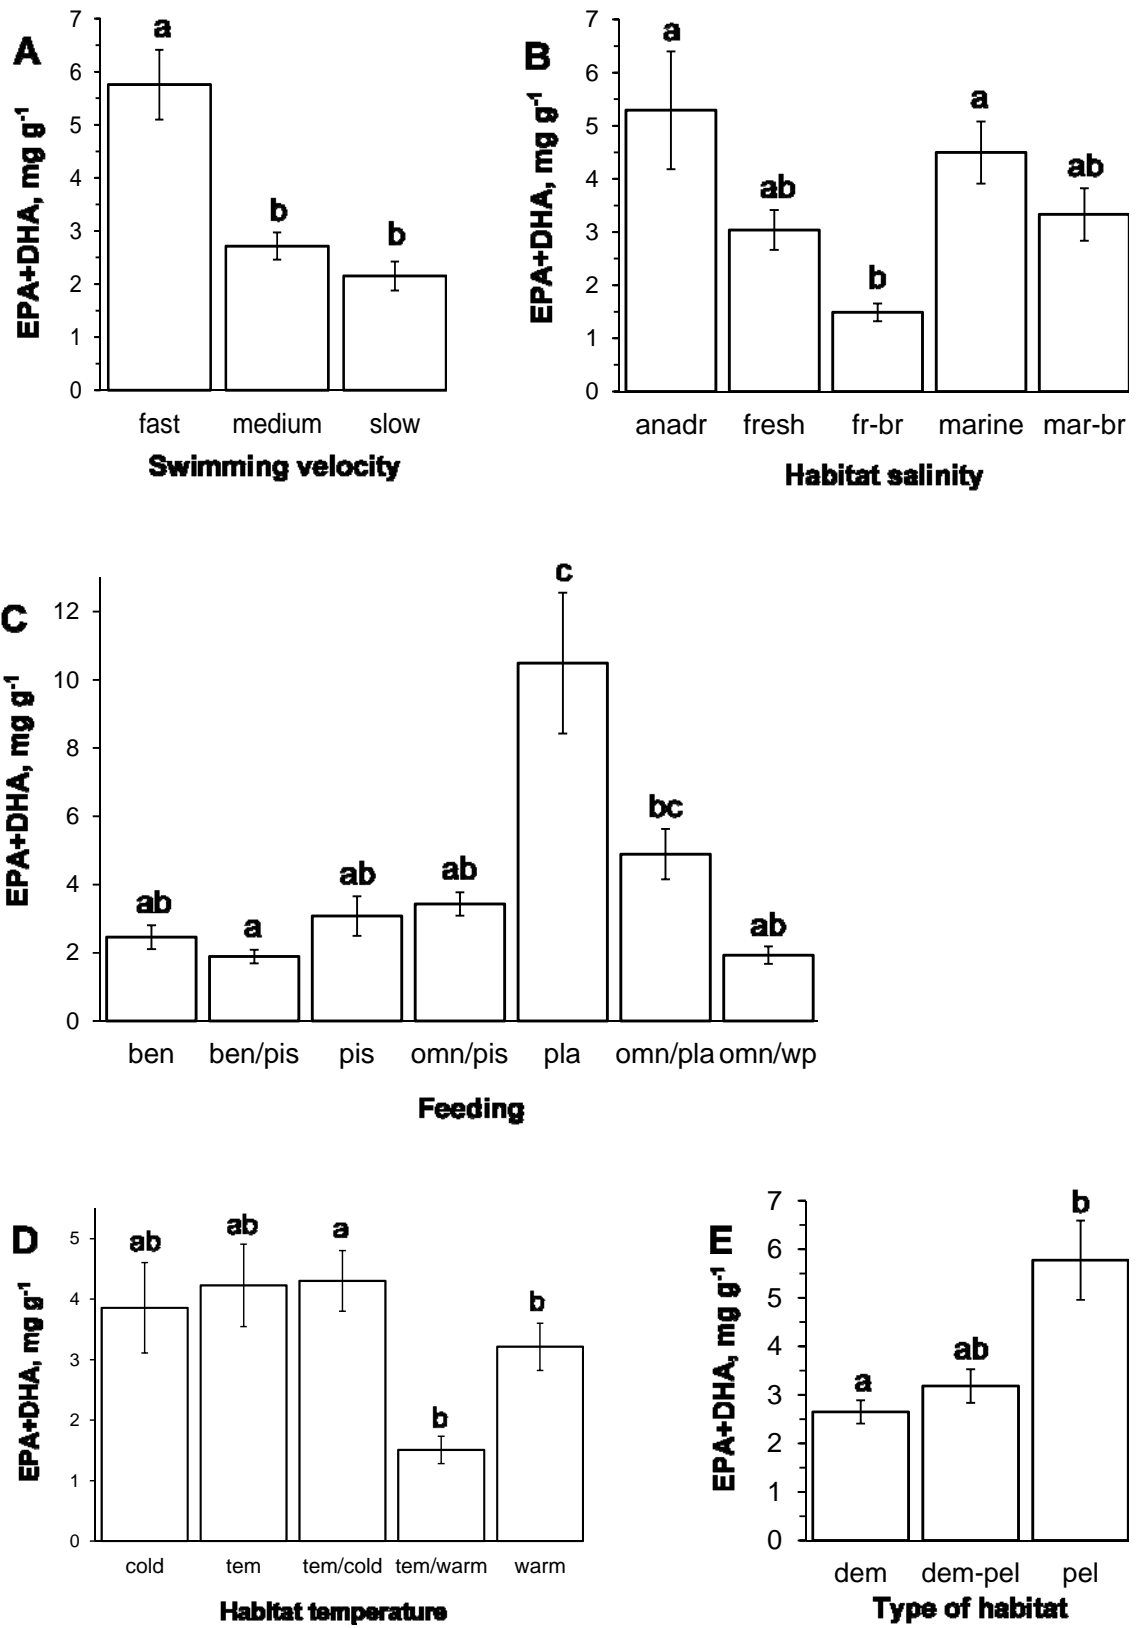 A
EPA+DHA, mg g-1
7
6
5
4
3
2
1
0
a
b
b
fast medium slow
Swimming velocity
B
EPA+DHA, mg g-1
7
6
5
4
3
2
1
0
a
ab
b
a
ab
anadr fresh fr-br marine mar-br
Habitat salinity
C
EPA+DHA, mg g-1
12
10
8
6
4
2
0
ab
a
ab
ab
c
bc
ab
ben ben/pis pis omn/pis pla omn/pla omn/wp
Feeding
D
EPA+DHA, mg g-1
5
4
3
2
1
0
ab
ab
a
b
b
cold tem tem/cold tem/warm warm
Habitat temperature
E
EPA+DHA, mg g-1
7
6
5
4
3
2
1
0
a
ab
b
dem dem-pel pel
Type of habitat